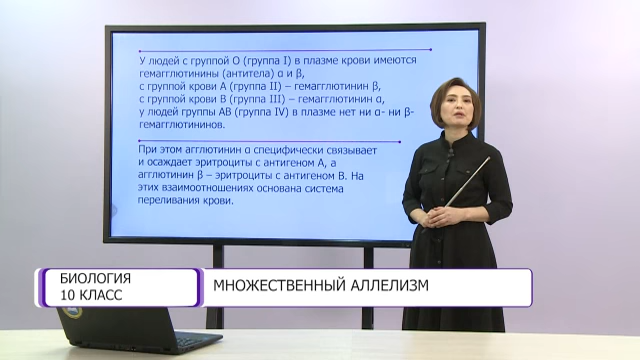 У людей с группой O (группа I) в плазме крови имеются
гемагглютинины (антитела) α и β,
с группой крови А (группа II) – гемагглютинин β,
с группой крови В (группа III) – гемагглютинин α,
у людей группы АВ (группа IV) в плазме нет ни α- ни β-
гемагглютининов.
При этом агглютинин α специфически связывает
и осаждает эритроциты с антигеном А, а
агглютинин β – эритроциты с антигеном В. На
этих взаимоотношениях основана система
переливания крови.
БИОЛОГИЯ
10 КЛАСС
МНОЖЕСТВЕННЫЙ АЛЛЕЛИЗМ